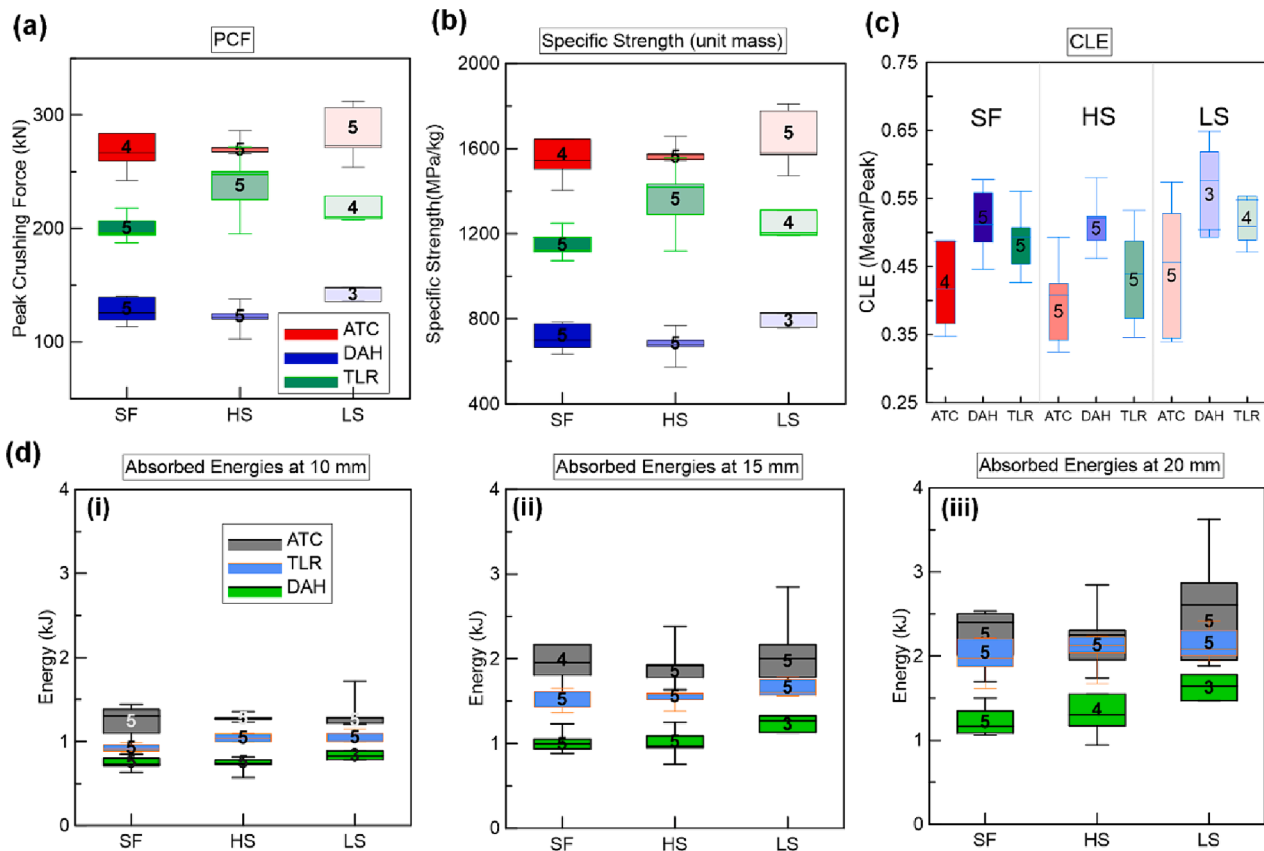 (a)
PCF
Peak Crushing Force (kN)
300
200
100
4
5
5
5
5
5
5
4
3
ATC
DAH
TLR
SF
HS
LS
(b)
Specific Strength (unit mass)
Specific Strength(MPa/kg)
2000
1600
1200
800
400
4
5
5
5
5
5
5
4
3
SF
HS
LS
(c)
CLE
CLE (Mean/Peak)
0.75
0.65
0.55
0.45
0.35
0.25
SF
HS
LS
4
5
5
5
5
5
5
3
4
ATC DAH TLR ATC DAH TLR ATC DAH TLR
(d)
Absorbed Energies at 10 mm
(i)
Energy (kJ)
4
3
2
1
0
ATC
TLR
DAH
5
5
5
5
5
5
5
5
3
SF
HS
LS
Absorbed Energies at 15 mm
(ii)
Energy (kJ)
4
3
2
1
0
4
5
5
5
5
5
5
5
3
SF
HS
LS
Absorbed Energies at 20 mm
(iii)
Energy (kJ)
4
3
2
1
0
5
5
5
5
4
5
5
3
SF
HS
LS